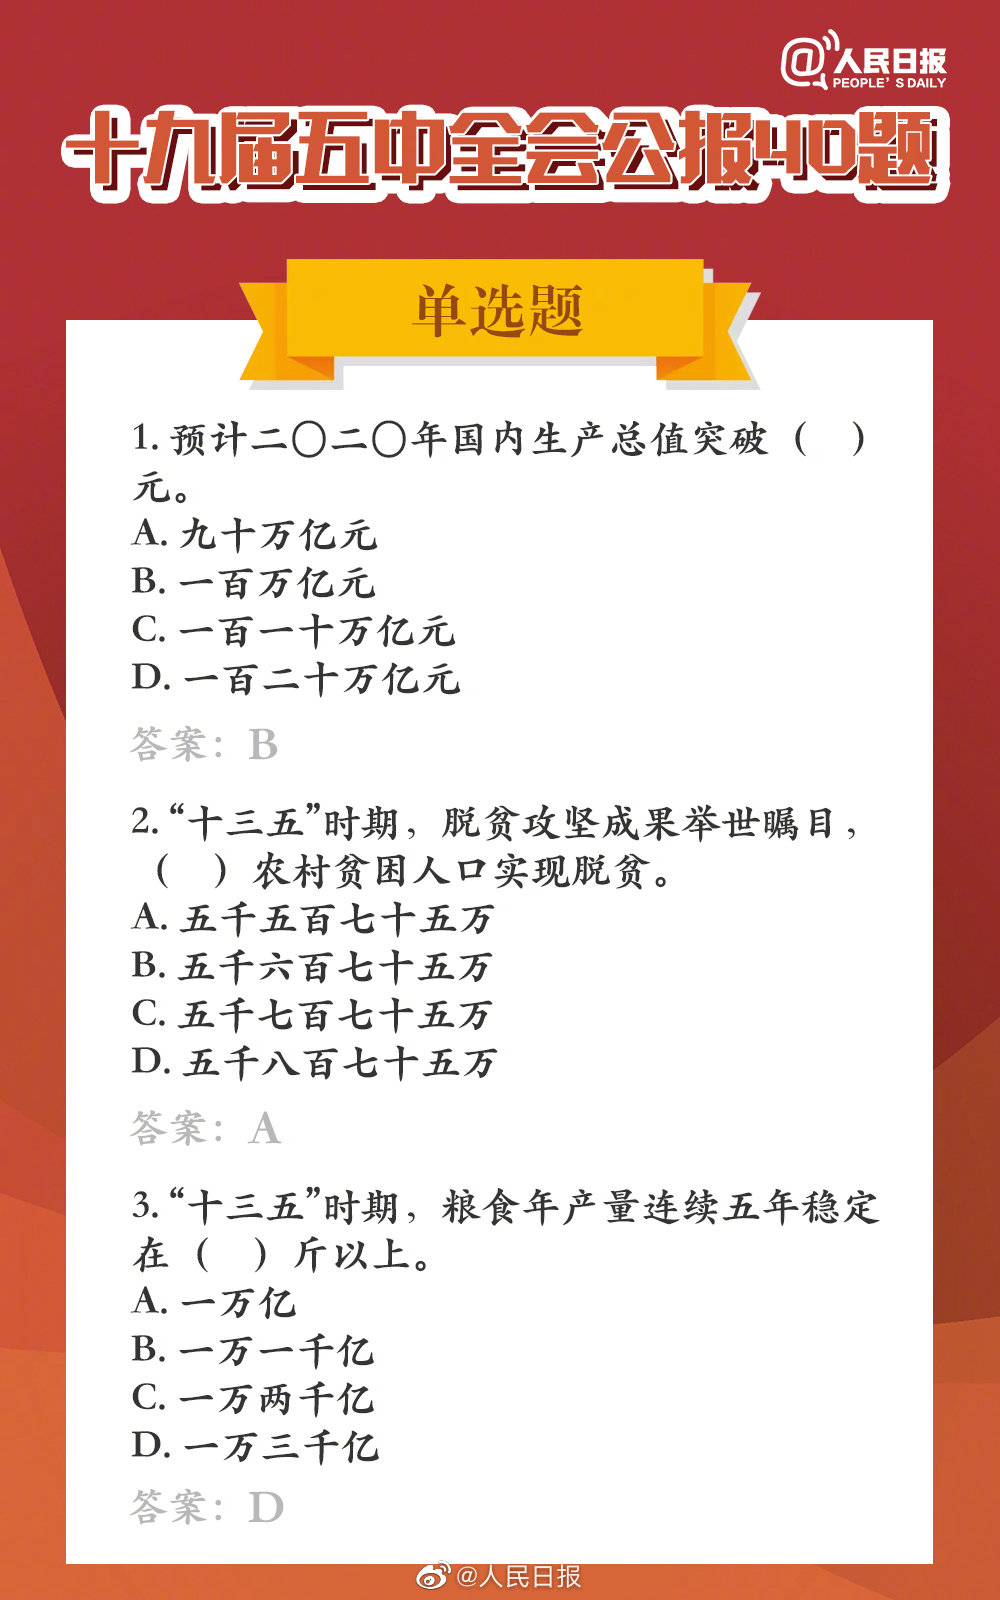 @人民日报
PEOPLE'S DAILY
十九届五中全会公报40题
单选题
1. 预计二〇二〇年国内生产总值突破（　）
元。
A. 九十万亿元
B. 一百万亿元
C. 一百一十万亿元
D. 一百二十万亿元
答案：B
2. “十三五”时期，脱贫攻坚成果举世瞩目，
（　）农村贫困人口实现脱贫。
A. 五千五百七十五万
B. 五千六百七十五万
C. 五千七百七十五万
D. 五千八百七十五万
答案：A
3. “十三五”时期，粮食年产量连续五年稳定
在（　）斤以上。
A. 一万亿
B. 一万一千亿
C. 一万两千亿
D. 一万三千亿
答案：D
@人民日报